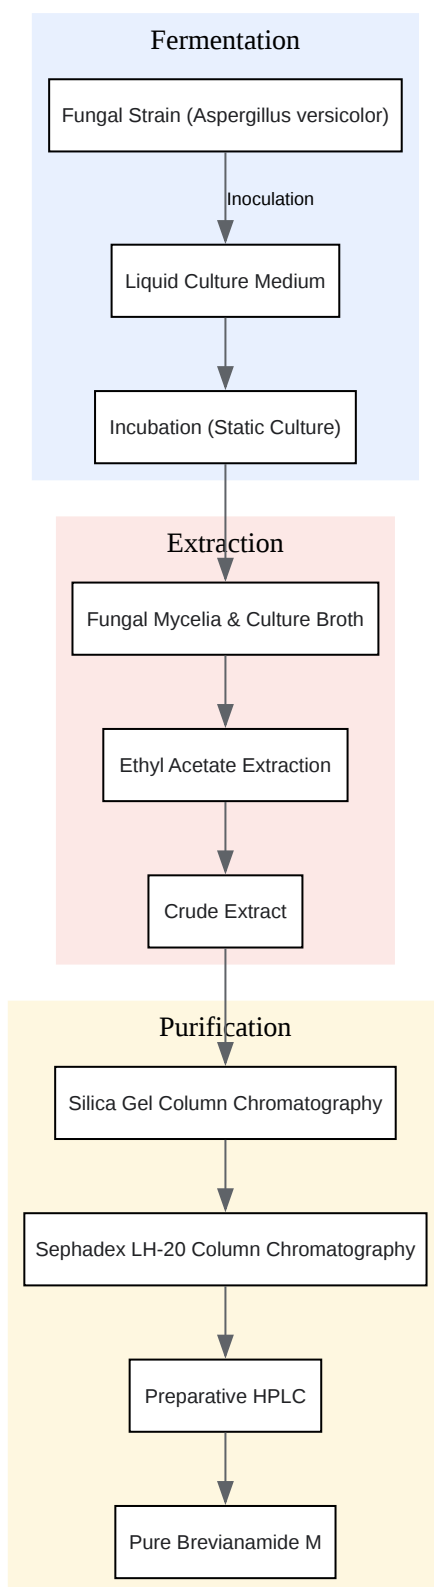 Fermentation
Fungal Strain (Aspergillus versicolor)
Inoculation
Liquid Culture Medium
Incubation (Static Culture)
Extraction
Fungal Mycelia & Culture Broth
Ethyl Acetate Extraction
Crude Extract
Purification
Silica Gel Column Chromatography
Sephadex LH-20 Column Chromatography
Preparative HPLC
Pure Brevianamide M